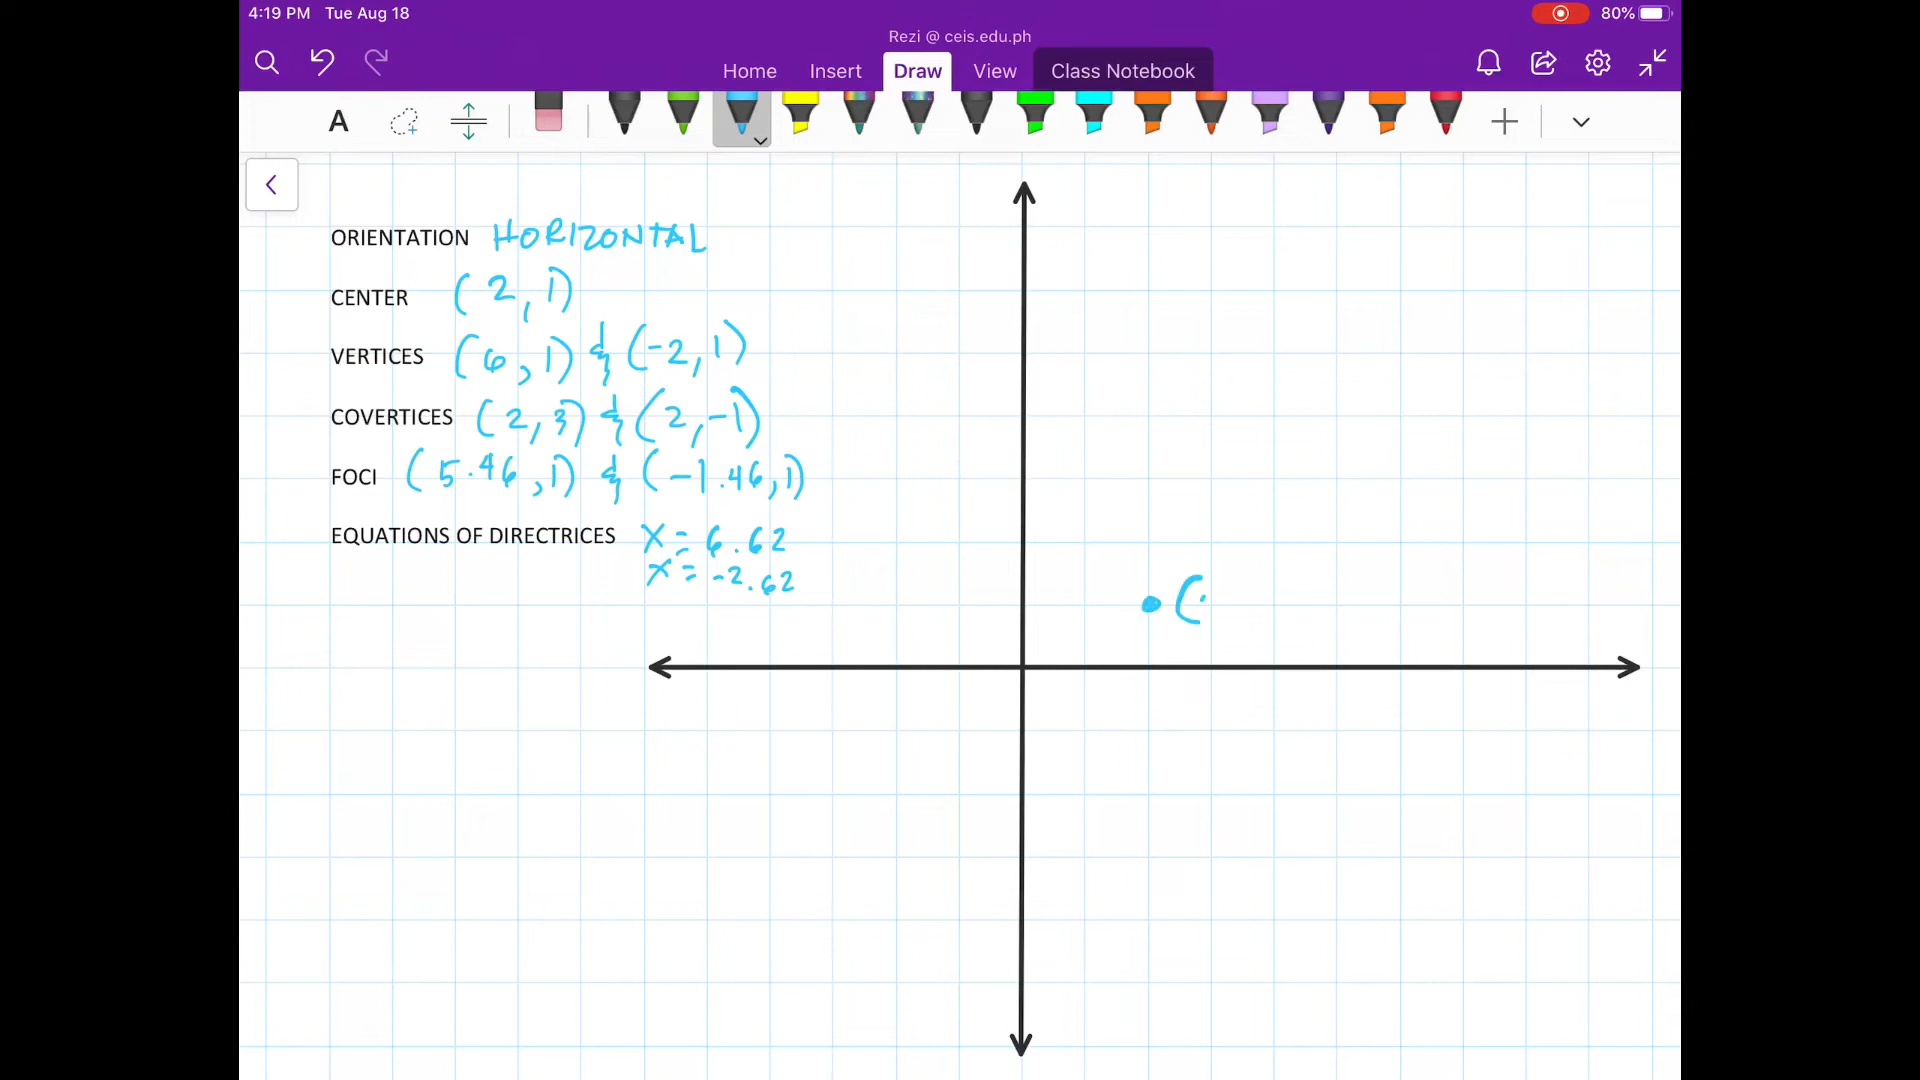 4:19 PM Tue Aug 18
80%
Rezi @ ceis.edu.ph
Home Insert Draw View Class Notebook
A
ORIENTATION HORIZONTAL
CENTER (2,1)
VERTICES (6,1) & (-2,1)
COVERTICES (2,3) & (2,-1)
FOCI (5.46,1) & (-1.46,1)
EQUATIONS OF DIRECTRICES x = 6.62
x = -2.62
(